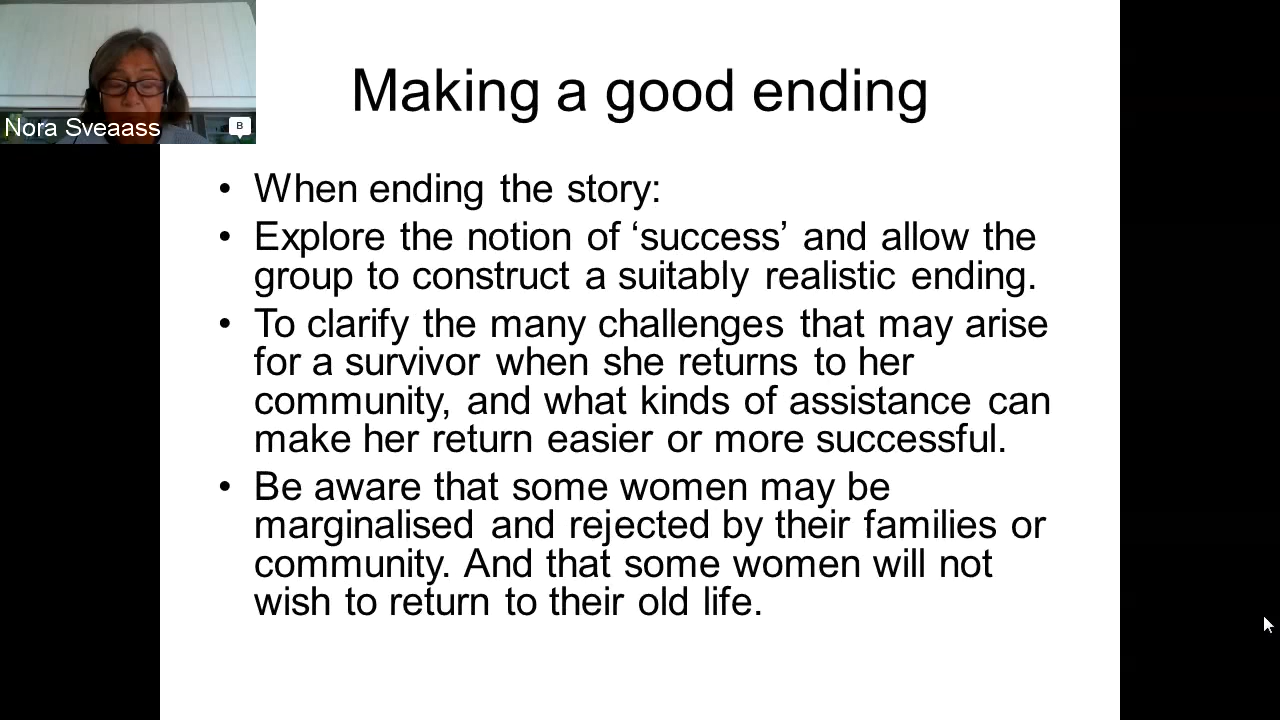 Making a good ending
Nora Sveaass
B
• When ending the story:
• Explore the notion of ‘success’ and allow the
group to construct a suitably realistic ending.
• To clarify the many challenges that may arise
for a survivor when she returns to her
community, and what kinds of assistance can
make her return easier or more successful.
• Be aware that some women may be
marginalised and rejected by their families or
community. And that some women will not
wish to return to their old life.